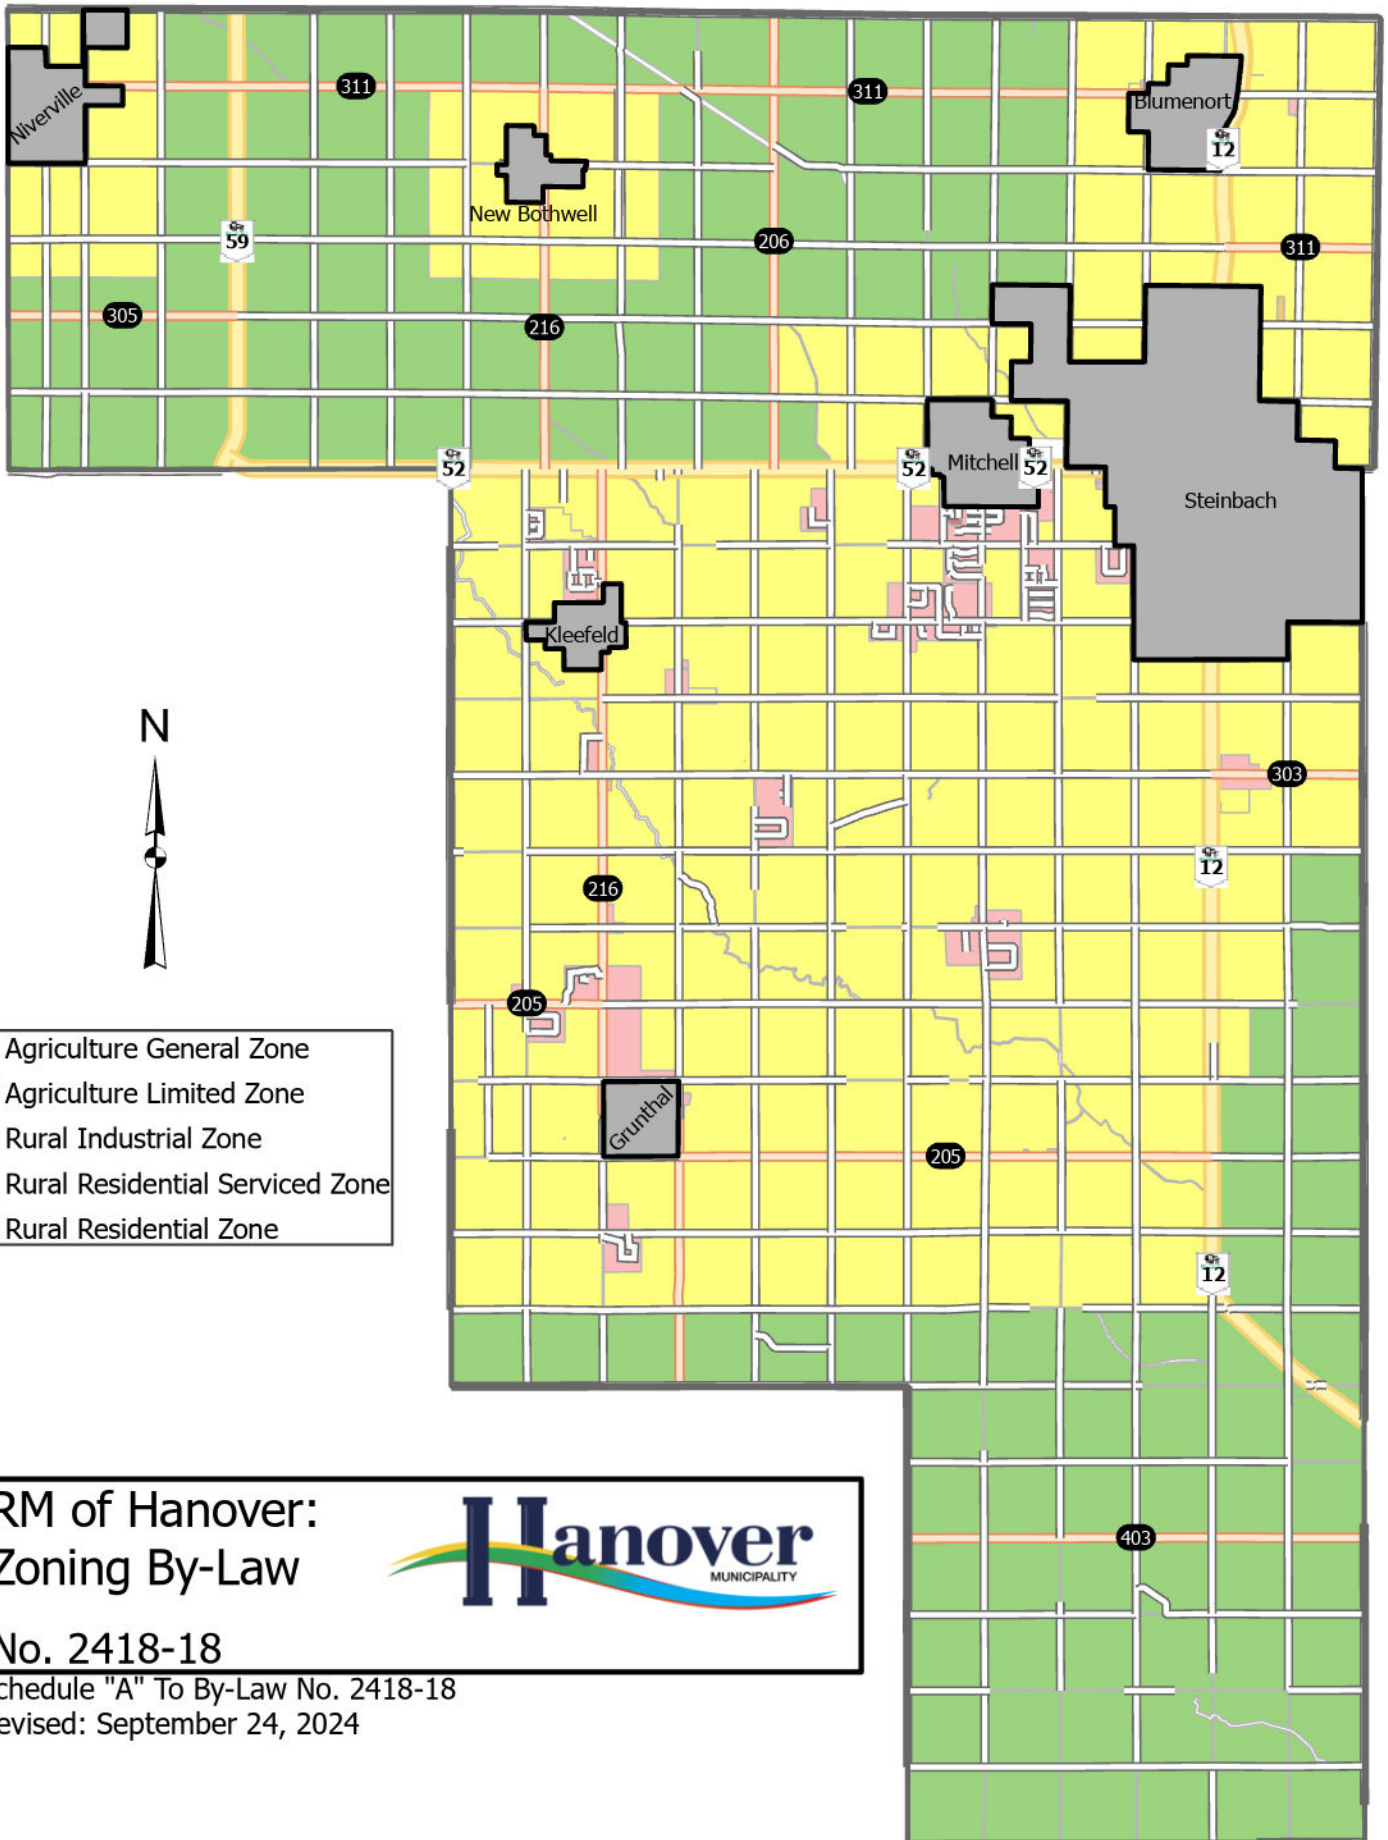 Niverville
311
311
Blumenort
12
New Bothwell
59
206
311
305
216
52
52
Mitchell
52
Steinbach
Kleefeld
N
303
12
216
205
Agriculture General Zone
Agriculture Limited Zone
Rural Industrial Zone
Rural Residential Serviced Zone
Rural Residential Zone
Grunthal
205
12
RM of Hanover:
Zoning By-Law
No. 2418-18
Hanover
MUNICIPALITY
403
chedule "A" To By-Law No. 2418-18
evised: September 24, 2024